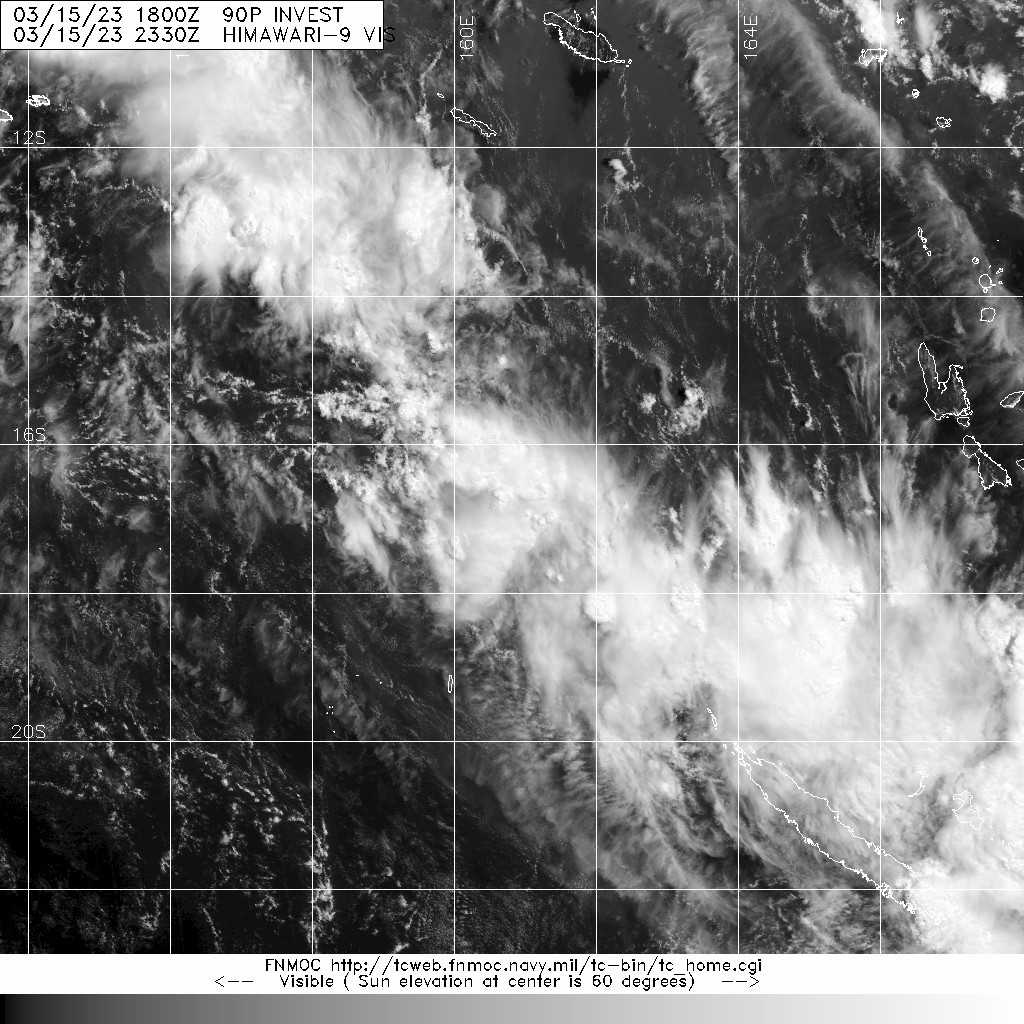 03/15/23 1800Z 90P INVEST
03/15/23 2330Z HIMAWARI-9 VIS
160E
164E
12S
16S
20S
FNMOC http://tcweb.fnmoc.navy.mil/tc-bin/tc_home.cgi
<-- Visible ( Sun elevation at center is 60 degrees) -->